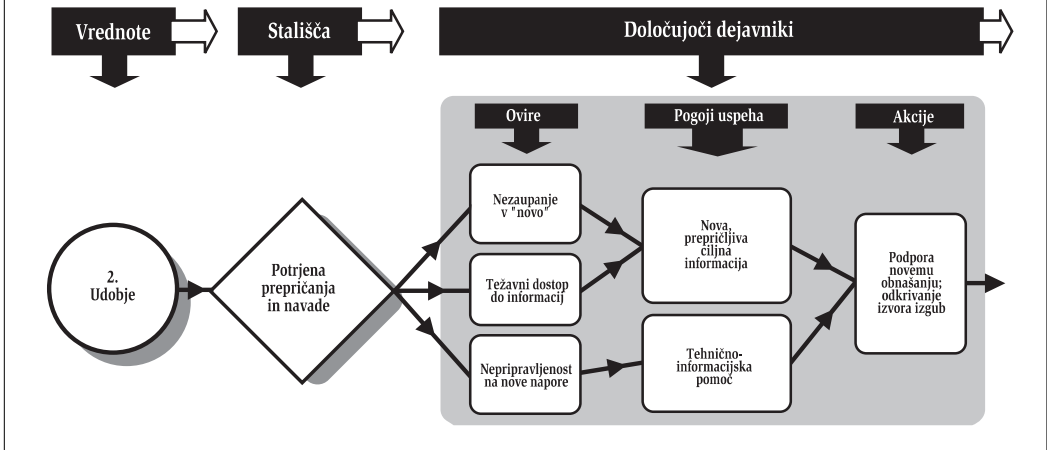 Vrednote
Stališča
Določujoči dejavniki
Ovire
Pogoji uspeha
Akcije
2.
Udobje
Potrjena
prepričanja
in navade
Nezaupanje
v "novo"
Težavni dostop
do informacij
Nepripravljenost
na nove napore
Nova,
prepričljiva
ciljna
informacija
Tehnično-
informacijska
pomoč
Podpora
novemu
obnašanju;
odkrivanje
izvora izgub